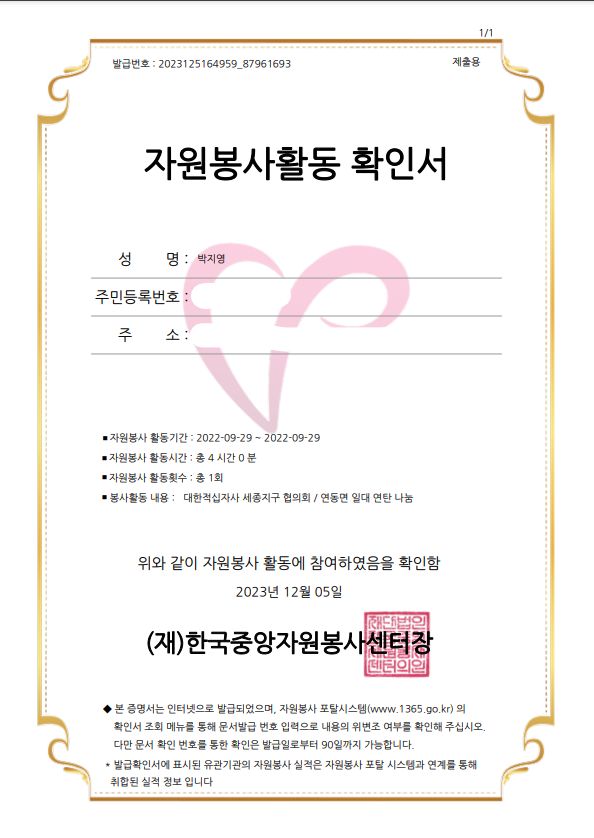 1/1
발급번호 : 2023125164959_87961693
제출용
자원봉사활동 확인서
성 명 : 박지영
주민등록번호 :
주 소 :
■ 자원봉사 활동기간 : 2022-09-29 ~ 2022-09-29
■ 자원봉사 활동시간 : 총 4 시간 0 분
■ 자원봉사 활동횟수 : 총 1회
■ 봉사활동 내용 : 대한적십자사 세종지구 협의회 / 연동면 일대 연탄 나눔
위와 같이 자원봉사 활동에 참여하였음을 확인함
2023년 12월 05일
(재)한국중앙자원봉사센터장
◆ 본 증명서는 인터넷으로 발급되었으며, 자원봉사 포탈시스템(www.1365.go.kr) 의
확인서 조회 메뉴를 통해 문서발급 번호 입력으로 내용의 위변조 여부를 확인해 주십시오.
다만 문서 확인 번호를 통한 확인은 발급일로부터 90일까지 가능합니다.
* 발급확인서에 표시된 유관기관의 자원봉사 실적은 자원봉사 포탈 시스템과 연계를 통해
취합된 실적 정보 입니다